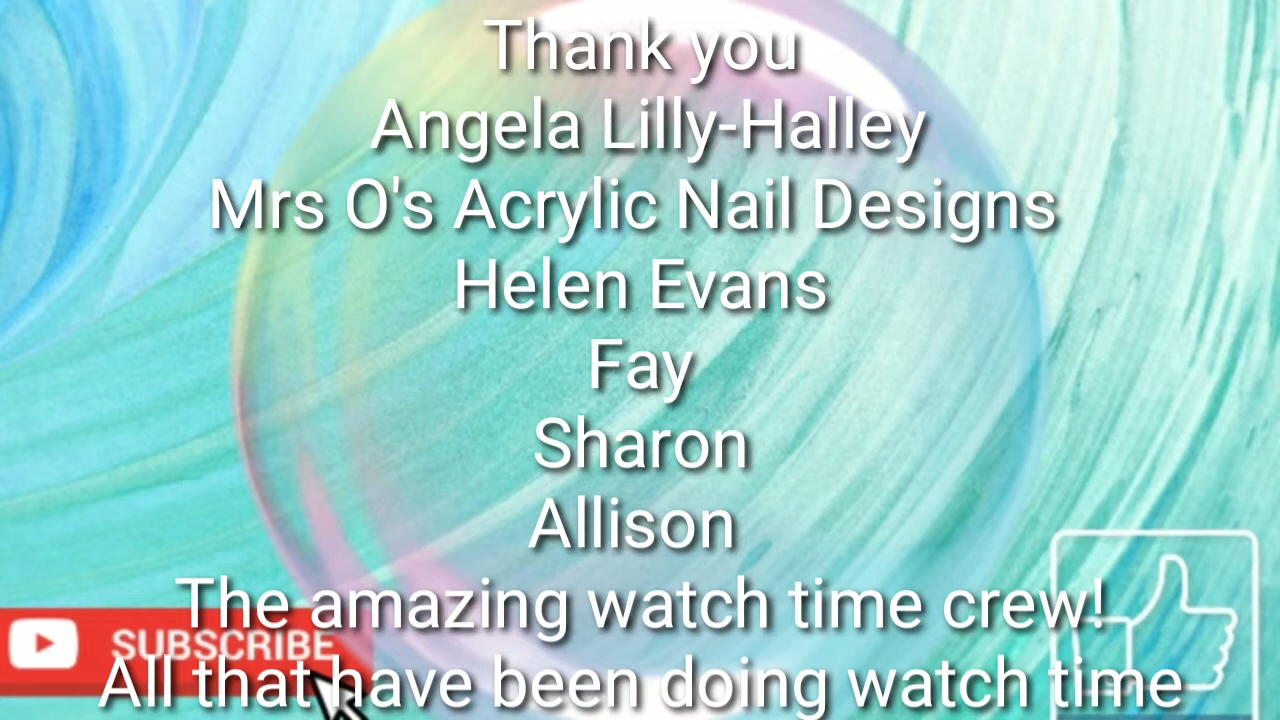 Thank you
Angela Lilly-Halley
Mrs O's Acrylic Nail Designs
Helen Evans
Fay
Sharon
Allison
The amazing watch time crew!
SUBSCRIBE
All that have been doing watch time